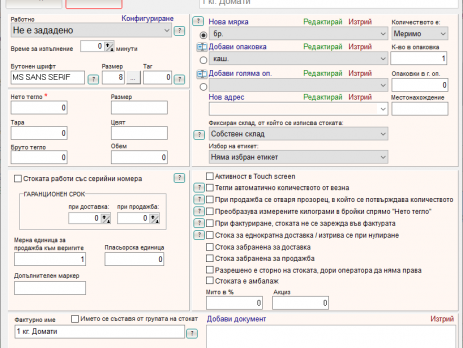 1 кг. Домати
Работно Конфигуриране
Не е зададено
Време за изпълнение 0 минути
Бутонен шрифт Размер Таг
MS SANS SERIF 8 ... 0
Нето тегло * Размер
0 0
Тара Цвят
0 0
Бруто тегло Обем
0 0
Нова мярка Редактирай Изтрий Количеството е:
бр. Меримо
Добави опаковка Редактирай Изтрий К-во в опаковка
каш. 1
Добави голяма оп. Редактирай Изтрий Опаковки в г. оп.
0
Нов адрес Редактирай Изтрий Местонахождение
Фиксиран склад, от който се изписва стоката:
Собствен склад
Избор на етикет:
Няма избран етикет
Стоката работи със серийни номера
ГАРАНЦИОНЕН СРОК
при доставка: при продажба:
0 0
Мерна единица за продажба към веригите
Пласьорска единица
1 0
Допълнителен маркер
Активност в Touch screen
Тегли автоматично количеството от везна
При продажба се отваря прозорец, в който се потвърждава количеството
Преобразува измерените килограми в бройки спрямо "Нето тегло"
При фактуриране, стоката не се зарежда във фактурата
Стока за еднократна доставка / изтрива се при нулиране
Стока забранена за доставка
Стока забранена за продажба
Разрешено е сторно на стоката, дори оператора да няма права
Стоката е амбалаж
Мито в % Акциз
0 0
Фактурно име Името се съставя от групата на стокат
1 кг. Домати
Добави документ Изтрий